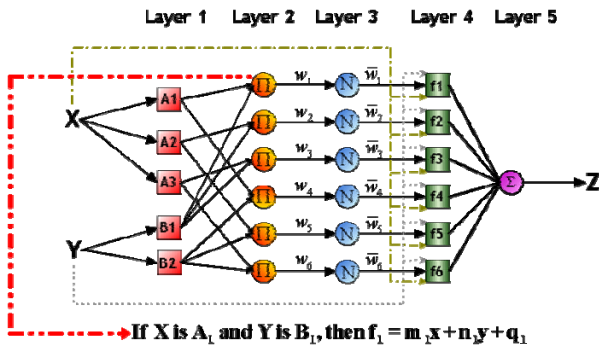 Layer 1 Layer 2 Layer 3 Layer 4 Layer 5
Π w₁ N w̅₁ f1
A1
X Π w₂ N w̅₂ f2
A2
Π w₃ N w̅₃ f3
A3 Σ Z
Π w₄ N w̅₄ f4
B1
Y Π w₅ N w̅₅ f5
B2
Π w₆ N w̅₆ f6
If X is A₁ and Y is B₁, then f₁ = m₁x+n₁y+q₁